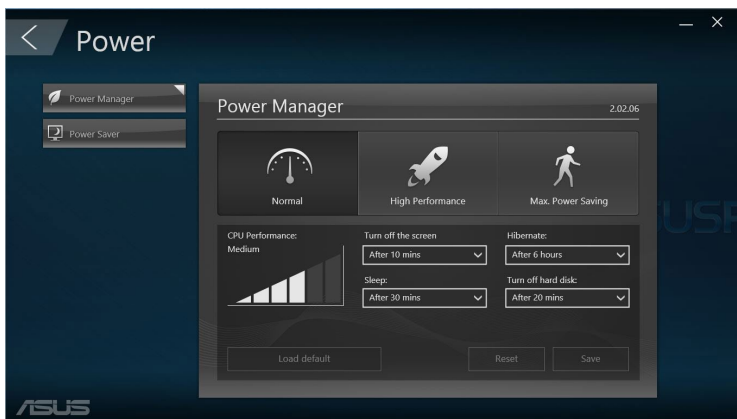 Power
Power Manager
Power Saver
Power Manager
2.02.06
Normal
High Performance
Max. Power Saving
CPU Performance:
Medium
Turn off the screen
After 10 mins
Hibernate:
After 6 hours
Sleep:
After 30 mins
Turn off hard disk:
After 20 mins
Load default
Reset
Save
ASUS